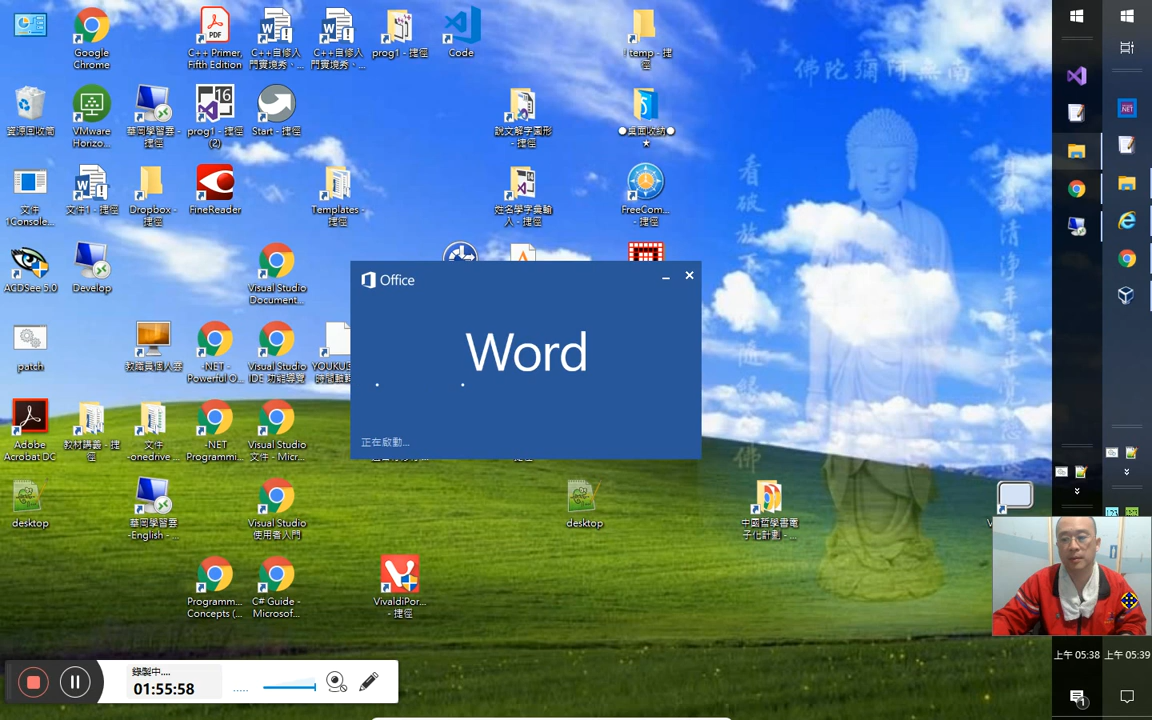 Google
Chrome
C++ Primer,
Fifth Edition
C++自修入
門實境秀、...
C++自修入
門實境秀、...
prog1 - 捷徑
Code
! temp - 捷
徑
南無阿彌陀佛
資源回收筒
VMware
Horizo...
華岡學習雲 -
捷徑
16
prog1 - 捷徑
(2)
Start - 捷徑
說文解字圖形
- 捷徑
●桌面收納●
★
文件
1Console...
文件1 - 捷徑
Dropbox -
捷徑
FineReader
Templates -
捷徑
姓名學字彙輸
入 - 捷徑
FreeCom...
- 捷徑
看破放下
隨緣
佛
清淨平等正覺
ACDSee 5.0
Develop
Visual Studio
Document...
Office
Word
正在啟動...
patch
教職員個人雲
.NET -
Powerful O...
Visual Studio
IDE 功能導覽
Adobe
Acrobat DC
教材講義 - 捷
徑
文件
-onedrive ...
.NET
Programmi...
Visual Studio
文件 - Micr...
desktop
華岡學習雲
-English - ...
Visual Studio
使用者入門
desktop
中國哲學書電
子化計劃 - ...
Programm...
Concepts (...
C# Guide -
Microsof...
VivaldiPor...
- 捷徑
錄製中....
01:55:58
上午 05:38
上午 05:39